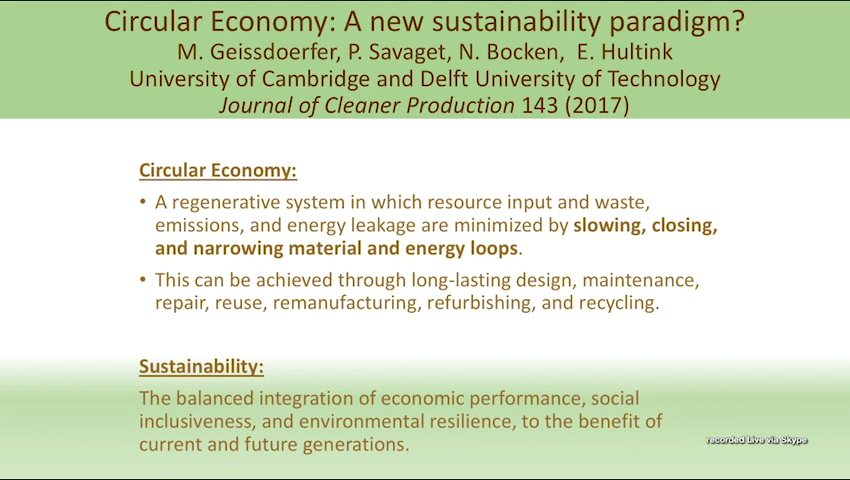 Circular Economy: A new sustainability paradigm?
M. Geissdoerfer, P. Savaget, N. Bocken, E. Hultink
University of Cambridge and Delft University of Technology
Journal of Cleaner Production 143 (2017)
Circular Economy:
• A regenerative system in which resource input and waste,
emissions, and energy leakage are minimized by slowing, closing,
and narrowing material and energy loops.
• This can be achieved through long-lasting design, maintenance,
repair, reuse, remanufacturing, refurbishing, and recycling.
Sustainability:
The balanced integration of economic performance, social
inclusiveness, and environmental resilience, to the benefit of
current and future generations.
recorded Live via Skype